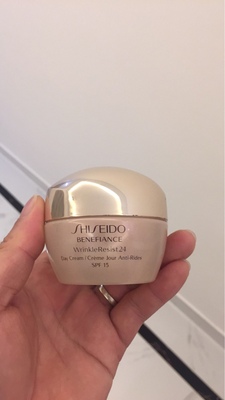 SHISEIDO
BENEFIANCE
WrinkleResist24
Day Cream / Crème Jour Anti-Rides
SPF 15